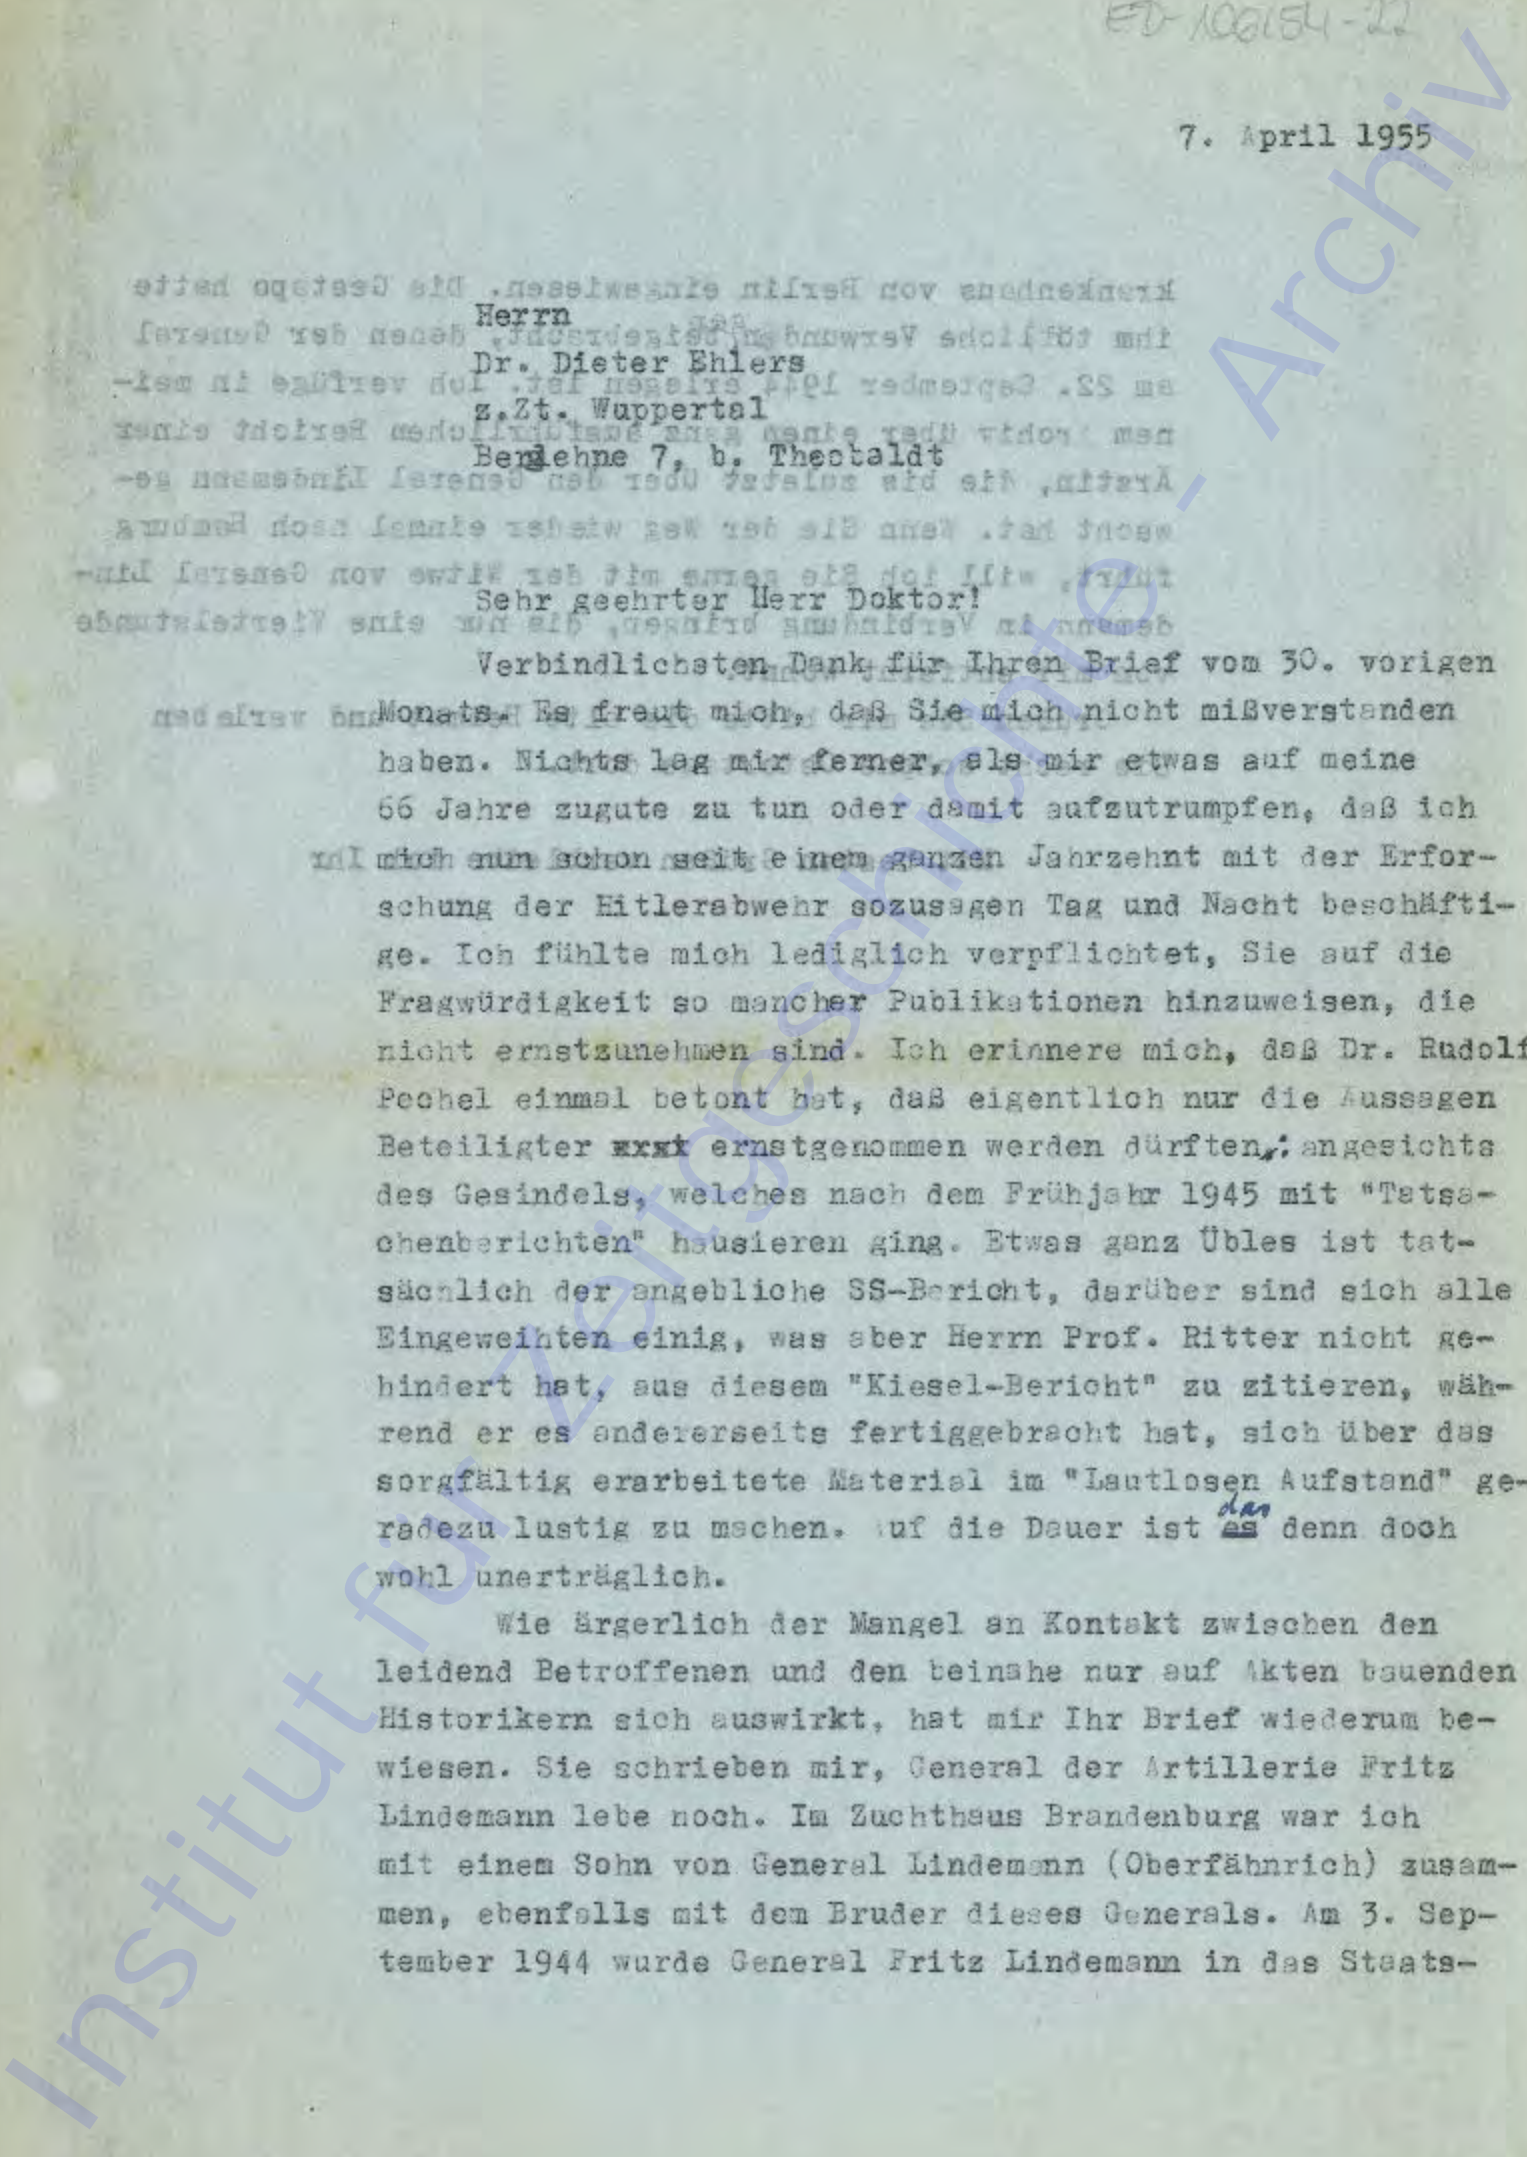 ED-106/54-22
7. April 1955
Herrn
Dr. Dieter Ehlers
z.Zt. Wuppertal
Berglehne 7, b. Theobaldt
Sehr geehrter Herr Doktor!
Verbindlichsten Dank für Ihren Brief vom 30. vorigen
Monats. Es freut mich, daß Sie mich nicht mißverstanden
haben. Nichts lag mir ferner, als mir etwas auf meine
66 Jahre zugute zu tun oder damit aufzutrumpfen, daß ich
mich nun schon seit einem ganzen Jahrzehnt mit der Erfor-
schung der Hitlerabwehr sozusagen Tag und Nacht beschäfti-
ge. Ich fühlte mich lediglich verpflichtet, Sie auf die
Fragwürdigkeit so mancher Publikationen hinzuweisen, die
nicht ernstzunehmen sind. Ich erinnere mich, daß Dr. Rudolf
Pechel einmal betont hat, daß eigentlich nur die Aussagen
Beteiligter ernstgenommen werden dürften: angesichts
des Gesindels, welches nach dem Frühjahr 1945 mit "Tatsa-
chenberichten" hausieren ging. Etwas ganz Übles ist tat-
sächlich der angebliche SS-Bericht, darüber sind sich alle
Eingeweihten einig, was aber Herrn Prof. Ritter nicht ge-
hindert hat, aus diesem "Kiesel-Bericht" zu zitieren, wäh-
rend er es andererseits fertiggebracht hat, sich über das
sorgfältig erarbeitete Material im "Lautlosen Aufstand" ge-
radezu lustig zu machen. Auf die Dauer ist das denn doch
wohl unerträglich.
Wie ärgerlich der Mangel an Kontakt zwischen den
leidend Betroffenen und den beinahe nur auf Akten bauenden
Historikern sich auswirkt, hat mir Ihr Brief wiederum be-
wiesen. Sie schrieben mir, General der Artillerie Fritz
Lindemann lebe noch. Im Zuchthaus Brandenburg war ich
mit einem Sohn von General Lindemann (Oberfähnrich) zusam-
men, ebenfalls mit dem Bruder dieses Generals. Am 3. Sep-
tember 1944 wurde General Fritz Lindemann in das Staats-
Institut für Zeitgeschichte - Archiv